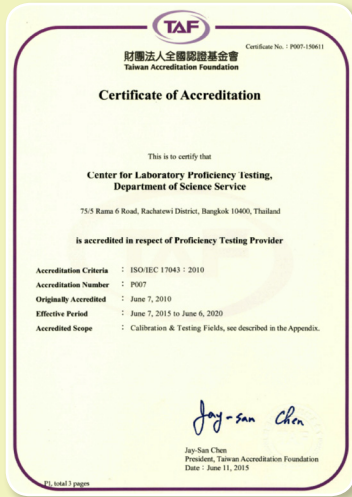 TAF
Certificate No.：P007-150611
財團法人全國認證基金會
Taiwan Accreditation Foundation
Certificate of Accreditation
This is to certify that
Center for Laboratory Proficiency Testing,
Department of Science Service
75/5 Rama 6 Road, Rachatewi District, Bangkok 10400, Thailand
is accredited in respect of Proficiency Testing Provider
Accreditation Criteria : ISO/IEC 17043：2010
Accreditation Number : P007
Originally Accredited : June 7, 2010
Effective Period : June 7, 2015 to June 6, 2020
Accredited Scope : Calibration & Testing Fields, see described in the Appendix.
Jay-san Chen
Jay-San Chen
President, Taiwan Accreditation Foundation
Date：June 11, 2015
P1, total 3 pages